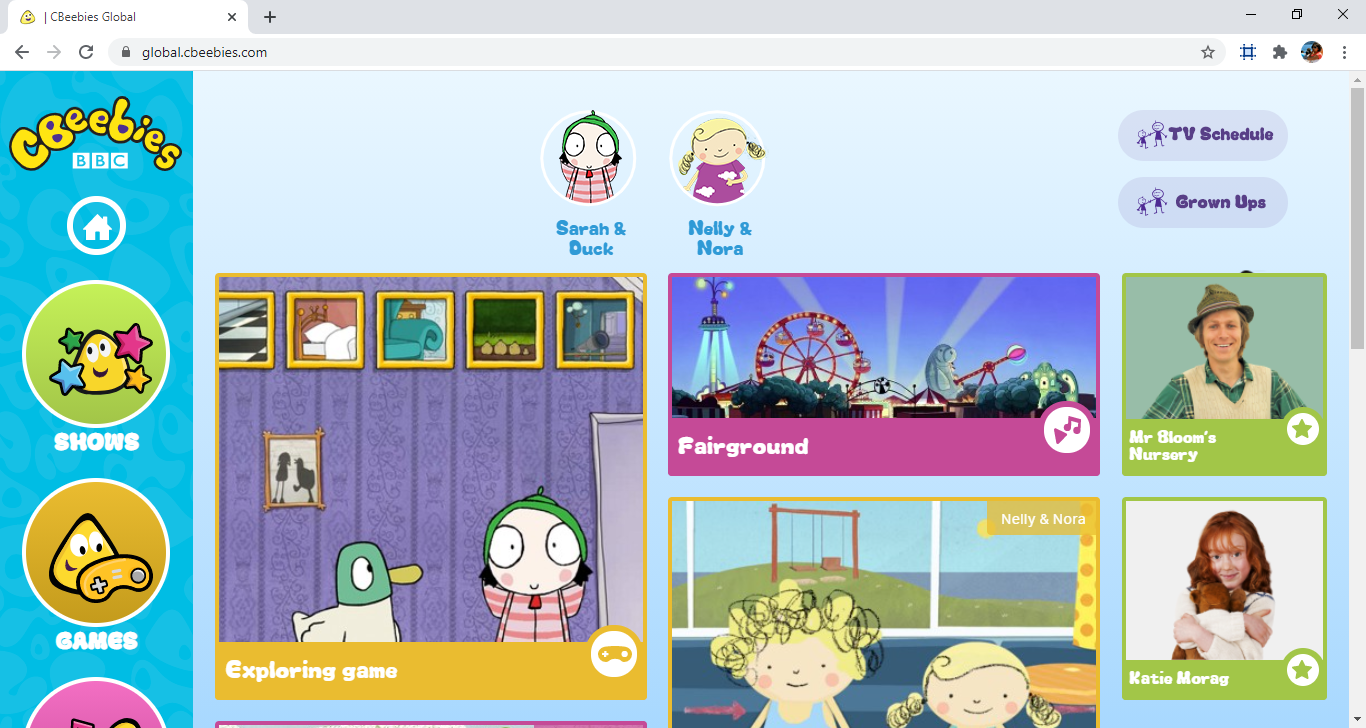 | CBeebies Global
global.cbeebies.com
CBeebies
BBC
SHOWS
GAMES
Sarah &
Duck
Nelly &
Nora
TV Schedule
Grown Ups
Exploring game
Fairground
Nelly & Nora
Mr Bloom's
Nursery
Katie Morag